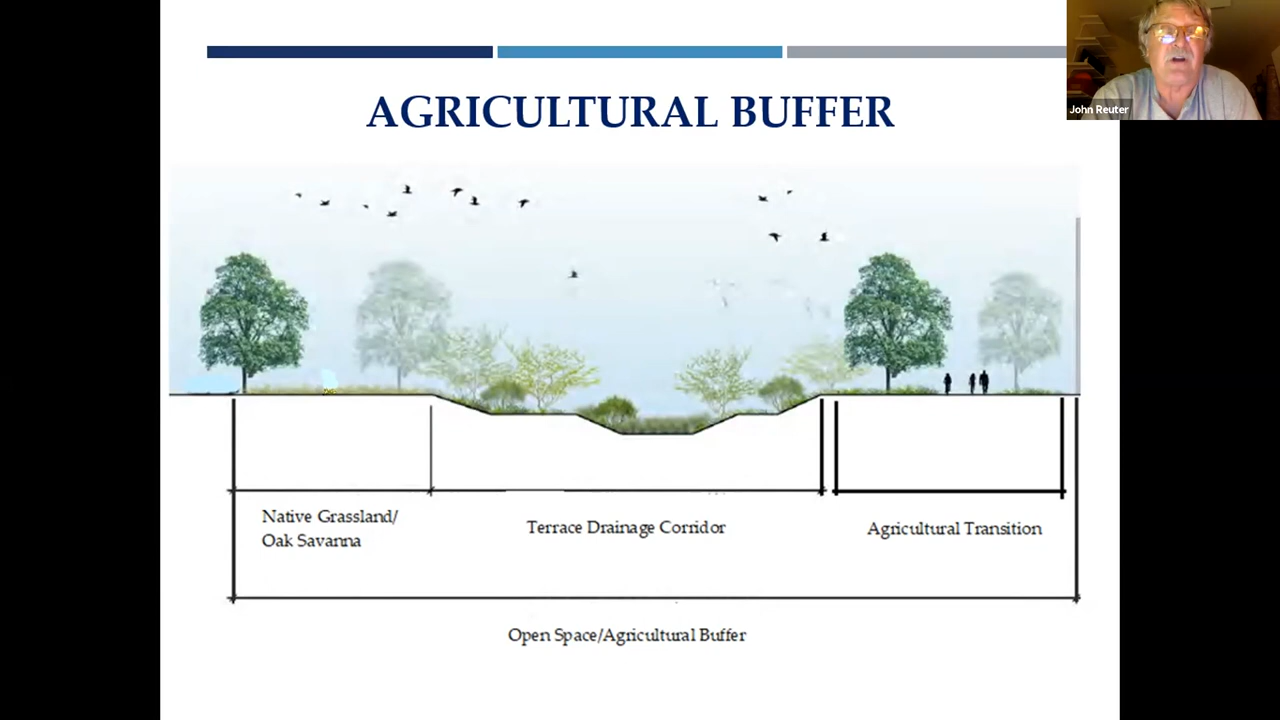 AGRICULTURAL BUFFER
John Reuter
Native Grassland/
Oak Savanna
Terrace Drainage Corridor
Agricultural Transition
Open Space/Agricultural Buffer